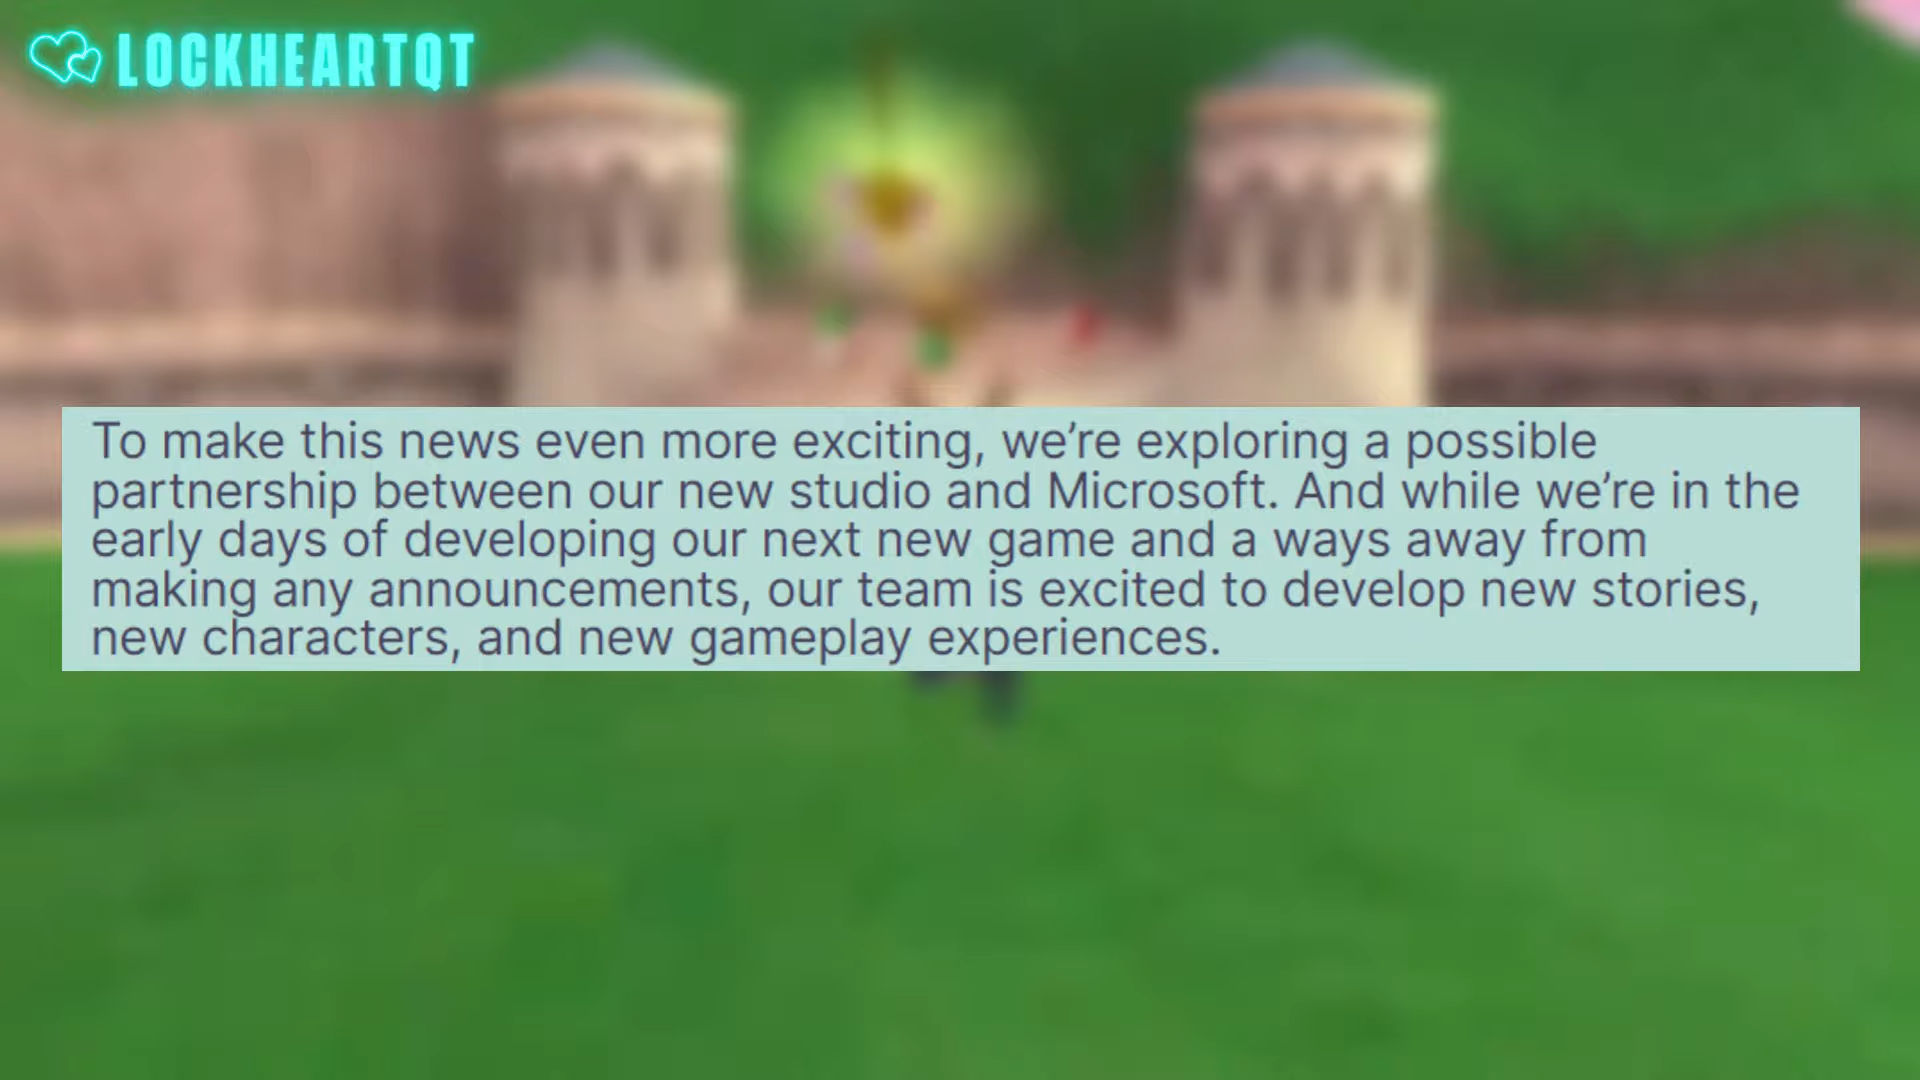 LOCKHEARTQT
To make this news even more exciting, we’re exploring a possible
partnership between our new studio and Microsoft. And while we’re in the
early days of developing our next new game and a ways away from
making any announcements, our team is excited to develop new stories,
new characters, and new gameplay experiences.